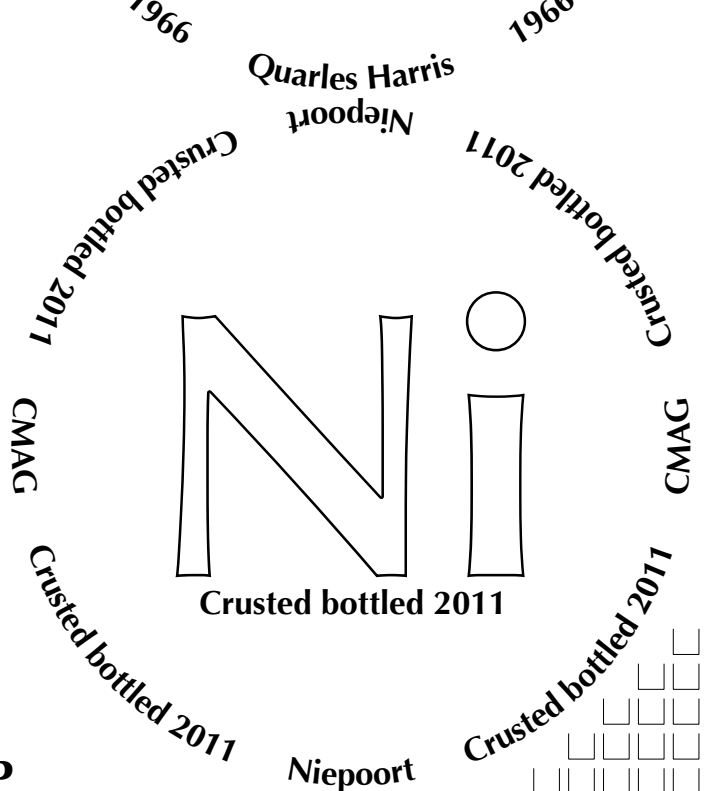 1966
1966
Quarles Harris
Niepoort
Crusted bottled 2011
Crusted bottled 2011
CMAG
CMAG
Ni
Crusted bottled 2011
Crusted bottled 2011
Crusted bottled 2011
Niepoort